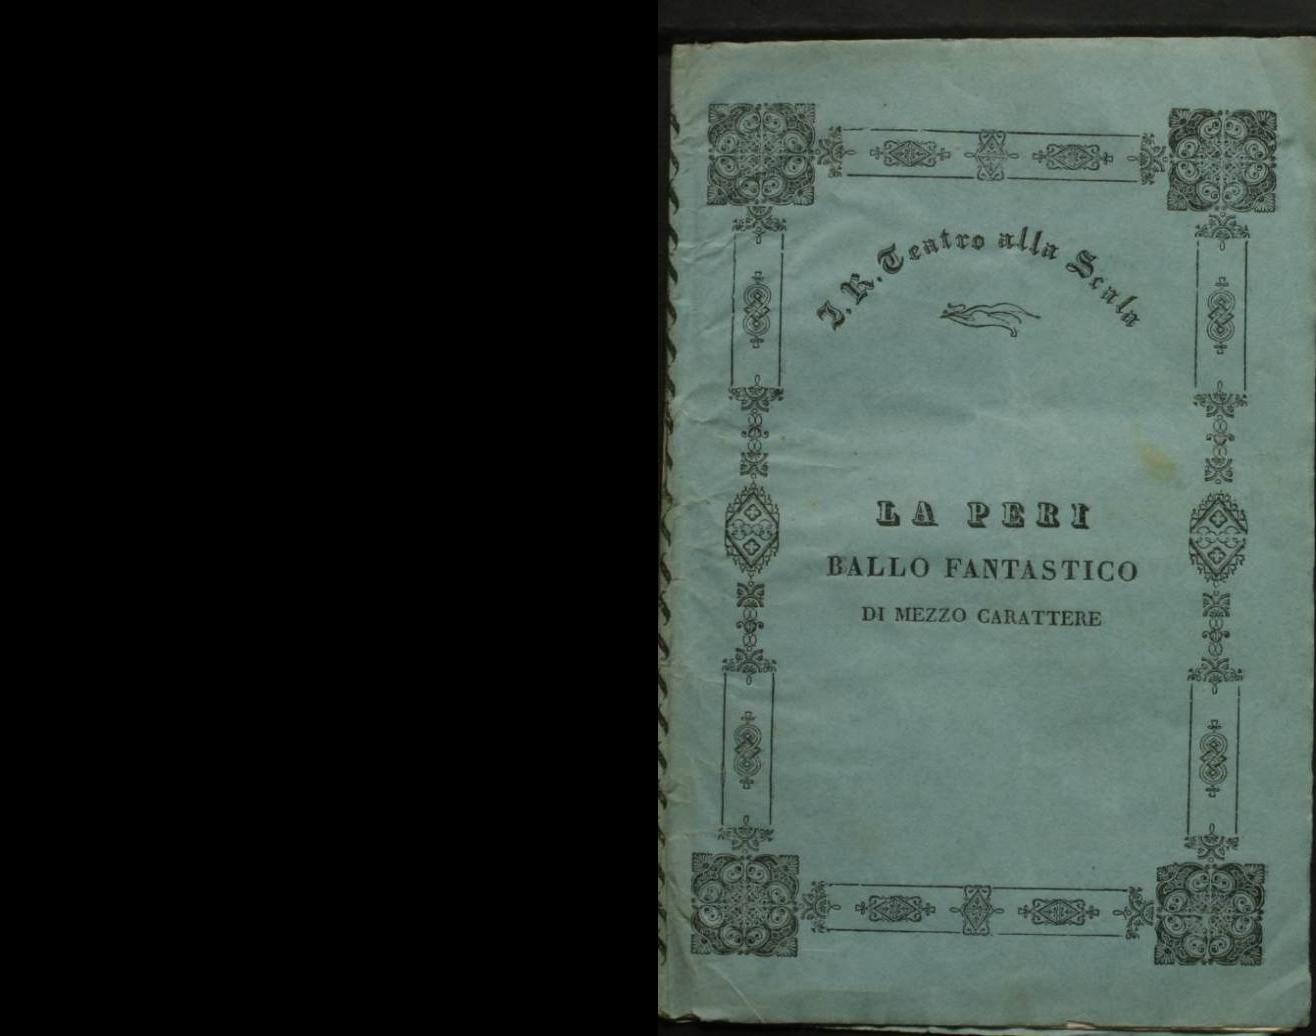 I. R. Teatro alla Scala
LA PERI
BALLO FANTASTICO
DI MEZZO CARATTERE